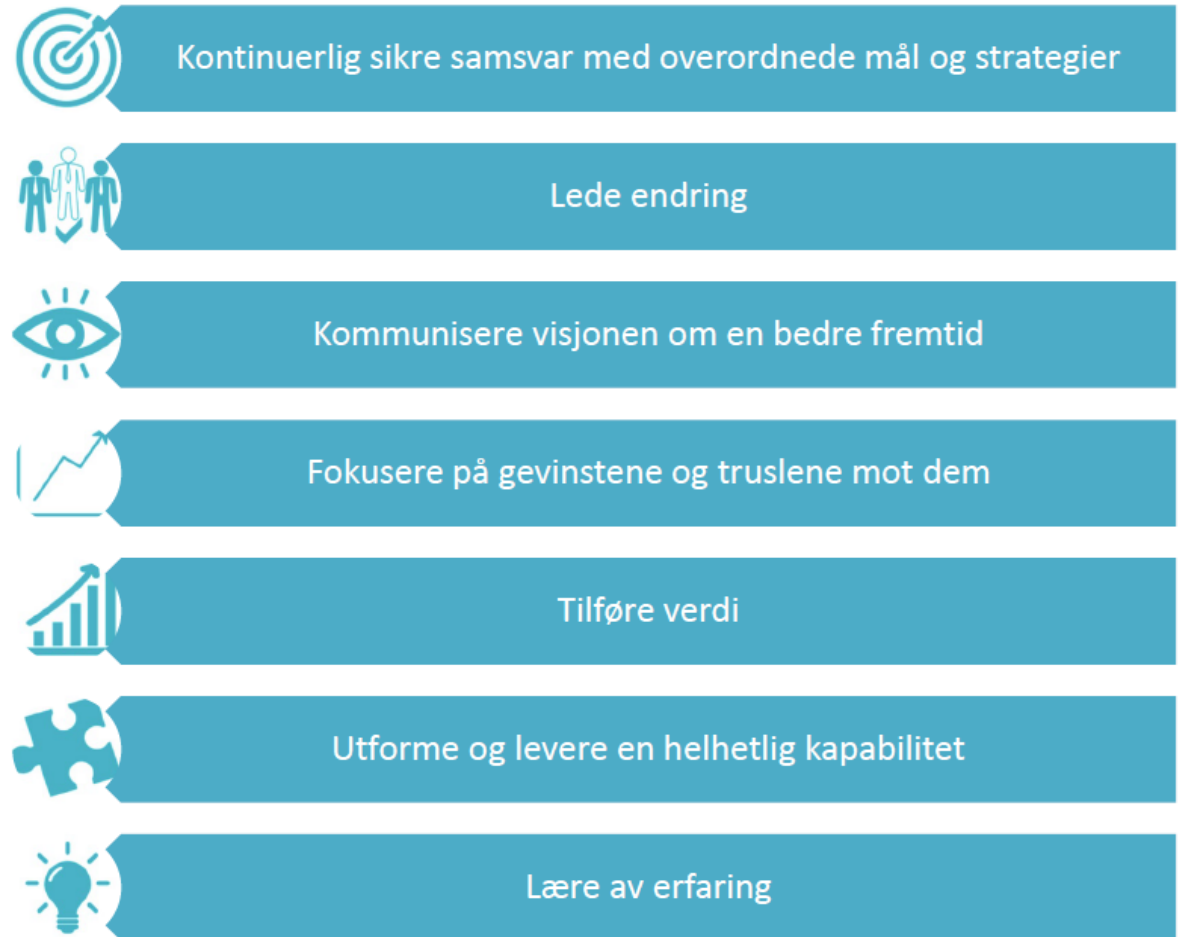 Kontinuerlig sikre samsvar med overordnede mål og strategier
Lede endring
Kommunisere visjonen om en bedre fremtid
Fokusere på gevinstene og truslene mot dem
Tilføre verdi
Utforme og levere en helhetlig kapabilitet
Lære av erfaring